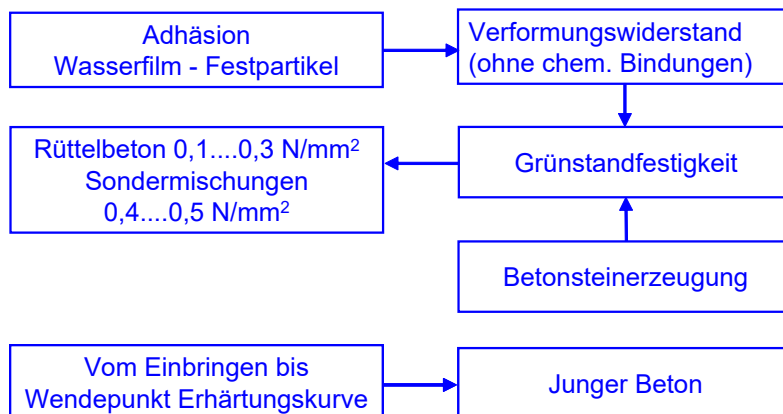 Adhäsion
Wasserfilm - Festpartikel
Verformungswiderstand
(ohne chem. Bindungen)
Rüttelbeton 0,1....0,3 N/mm²
Sondermischungen
0,4....0,5 N/mm²
Grünstandfestigkeit
Betonsteinerzeugung
Vom Einbringen bis
Wendepunkt Erhärtungskurve
Junger Beton